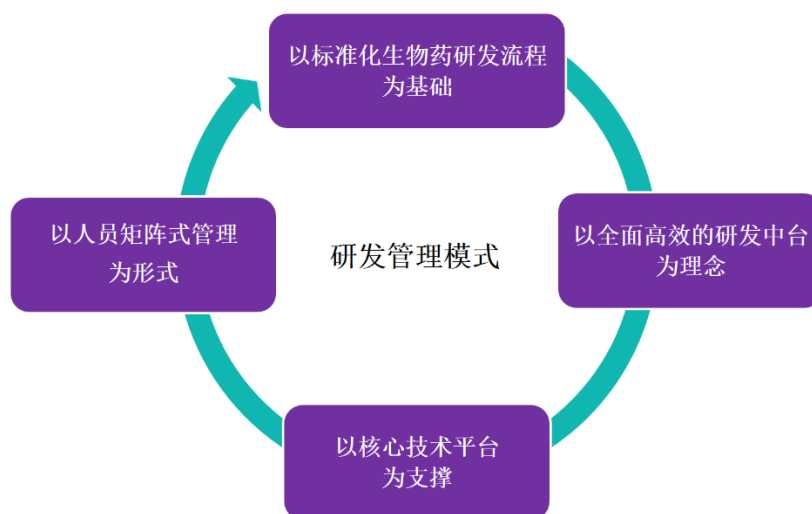 以标准化生物药研发流程
为基础
以人员矩阵式管理
为形式
研发管理模式
以全面高效的研发中台
为理念
以核心技术平台
为支撑